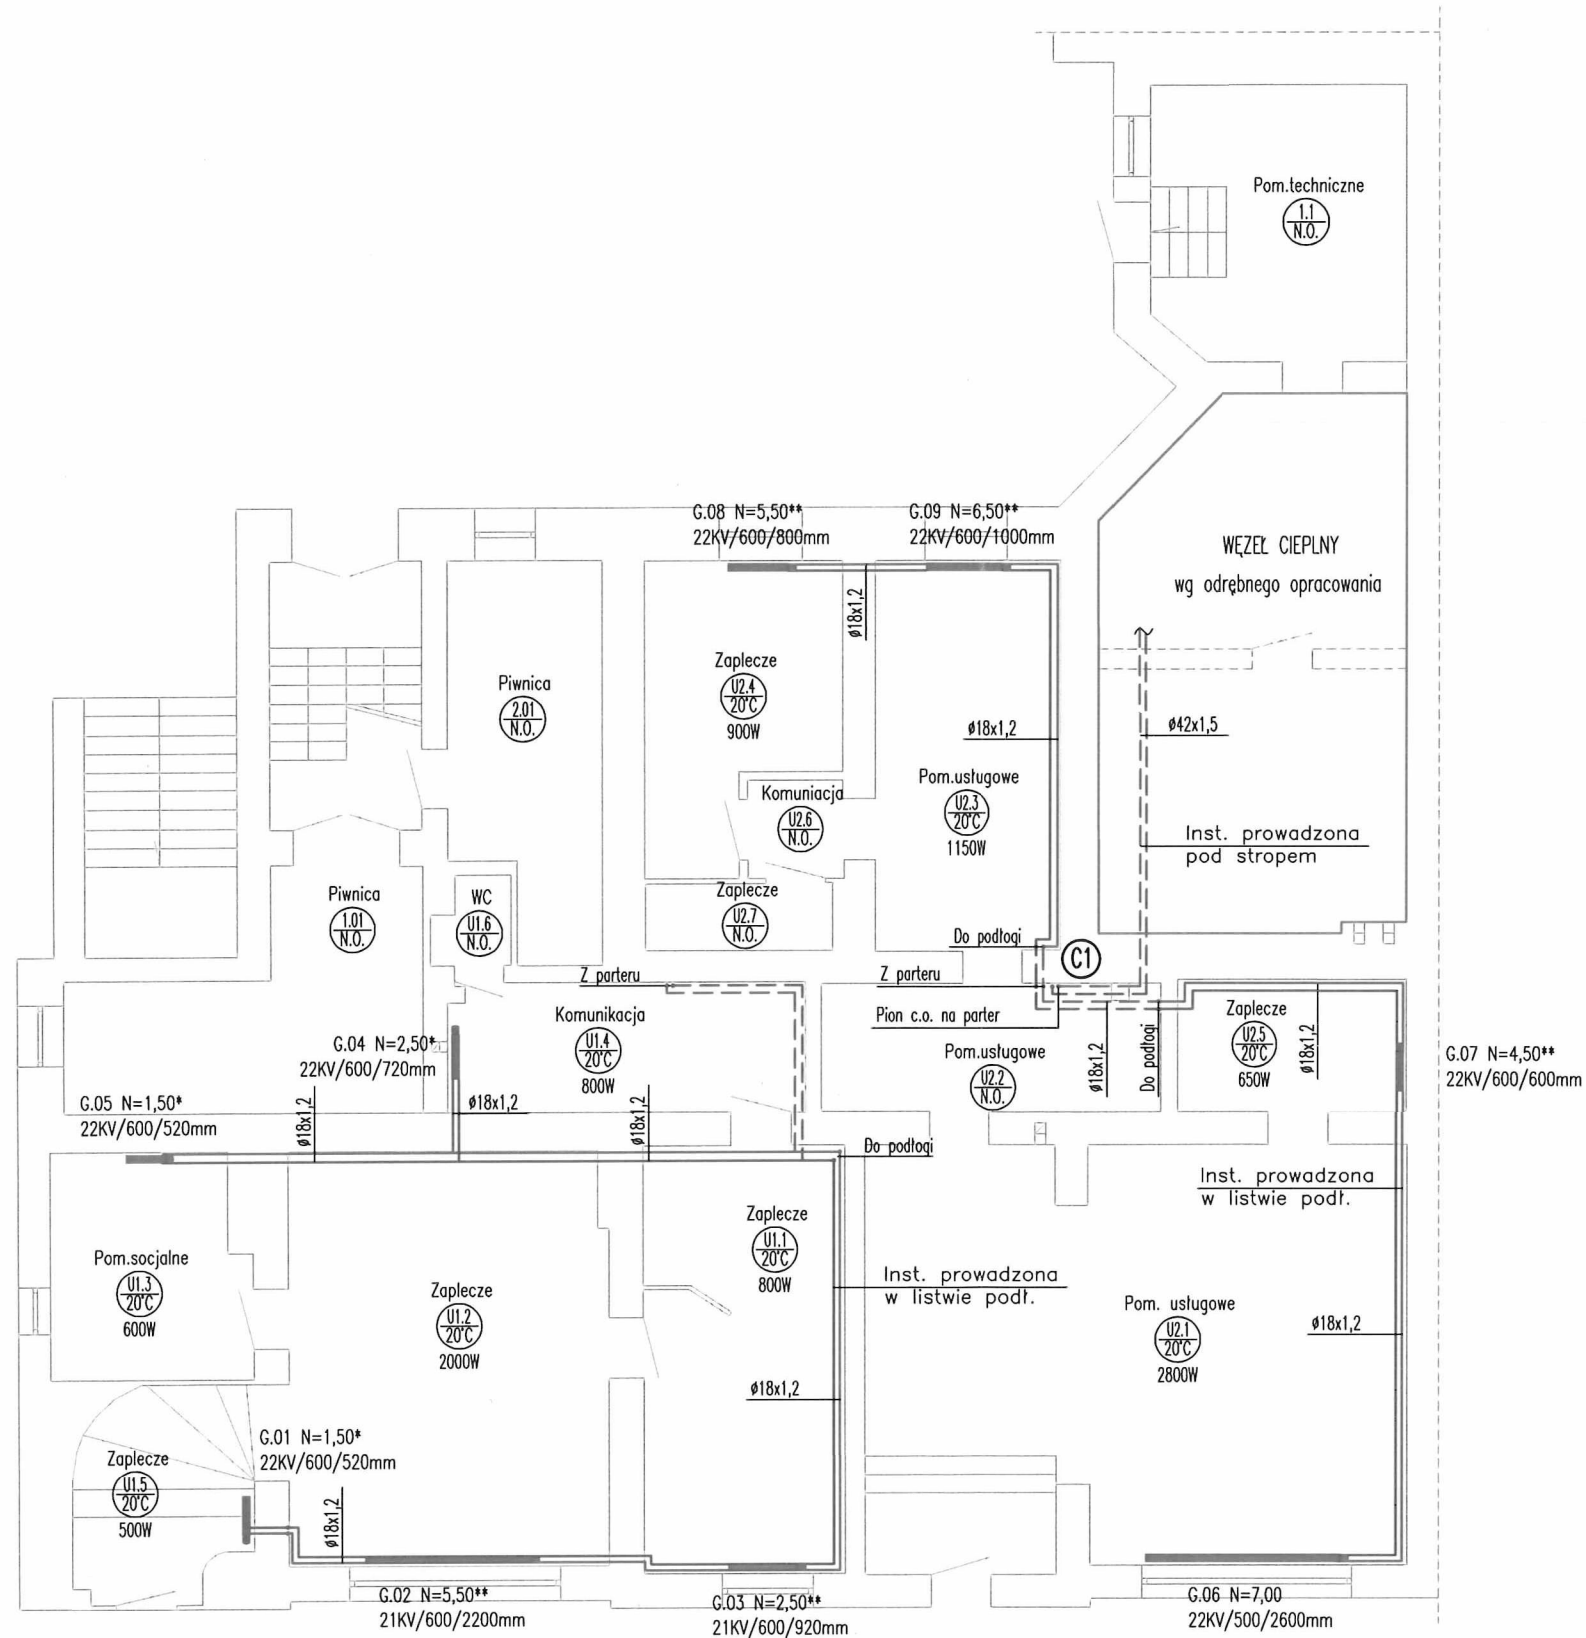 Pom.techniczne
1.1
N.O.
G.08 N=5,50**
22KV/600/800mm
G.09 N=6,50**
22KV/600/1000mm
WĘZEŁ CIEPLNY
wg odrębnego opracowania
ø18x1,2
Zaplecze
U2.4
20°C
900W
Piwnica
2.01
N.O.
ø18x1,2
ø42x1,5
Pom.usługowe
U2.3
20°C
1150W
Komuniacja
U2.6
N.O.
Inst. prowadzona
pod stropem
Piwnica
1.01
N.O.
WC
U1.6
N.O.
Zaplecze
U2.7
N.O.
Do podłogi
C1
Z parteru
Z parteru
Pion c.o. na parter
Komunikacja
U1.4
20°C
800W
G.04 N=2,50*
22KV/600/720mm
Pom.usługowe
U2.2
N.O.
ø18x1,2
Do podłogi
Zaplecze
U2.5
20°C
650W
ø18x1,2
G.07 N=4,50**
22KV/600/600mm
G.05 N=1,50*
22KV/600/520mm
ø18x1,2
ø18x1,2
ø18x1,2
Do podłogi
Inst. prowadzona
w listwie podł.
Zaplecze
U1.1
20°C
800W
Pom.socjalne
U1.3
20°C
600W
Zaplecze
U1.2
20°C
2000W
Inst. prowadzona
w listwie podł.
Pom. usługowe
U2.1
20°C
2800W
ø18x1,2
ø18x1,2
G.01 N=1,50*
22KV/600/520mm
Zaplecze
U1.5
20°C
500W
ø18x1,2
G.02 N=5,50**
21KV/600/2200mm
G.03 N=2,50**
21KV/600/920mm
G.06 N=7,00
22KV/500/2600mm